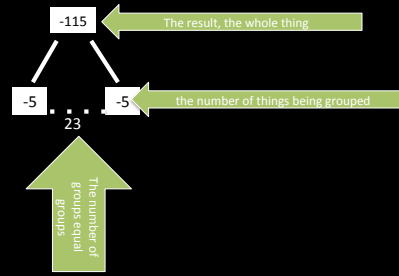 -115
The result, the whole thing
-5
-5
the number of things being grouped
23
The number of
groups equal
groups